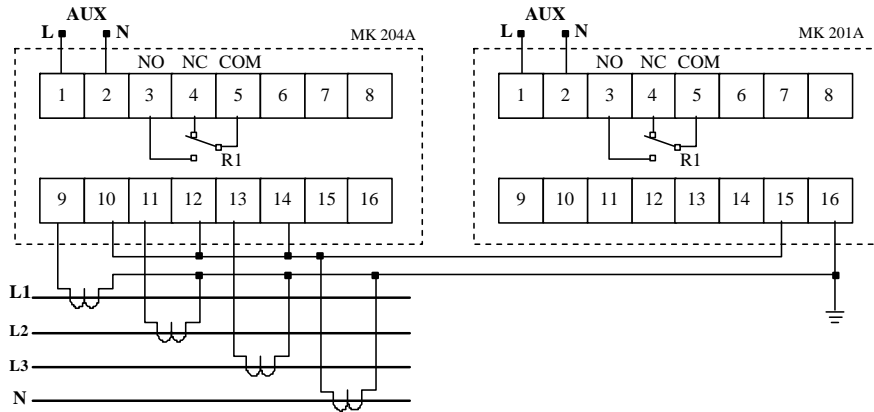 AUX AUX
L N MK 204A L N MK 201A
NO NC COM NO NC COM
1 2 3 4 5 6 7 8 1 2 3 4 5 6 7 8
R1 R1
9 10 11 12 13 14 15 16 9 10 11 12 13 14 15 16
L1
L2
L3
N